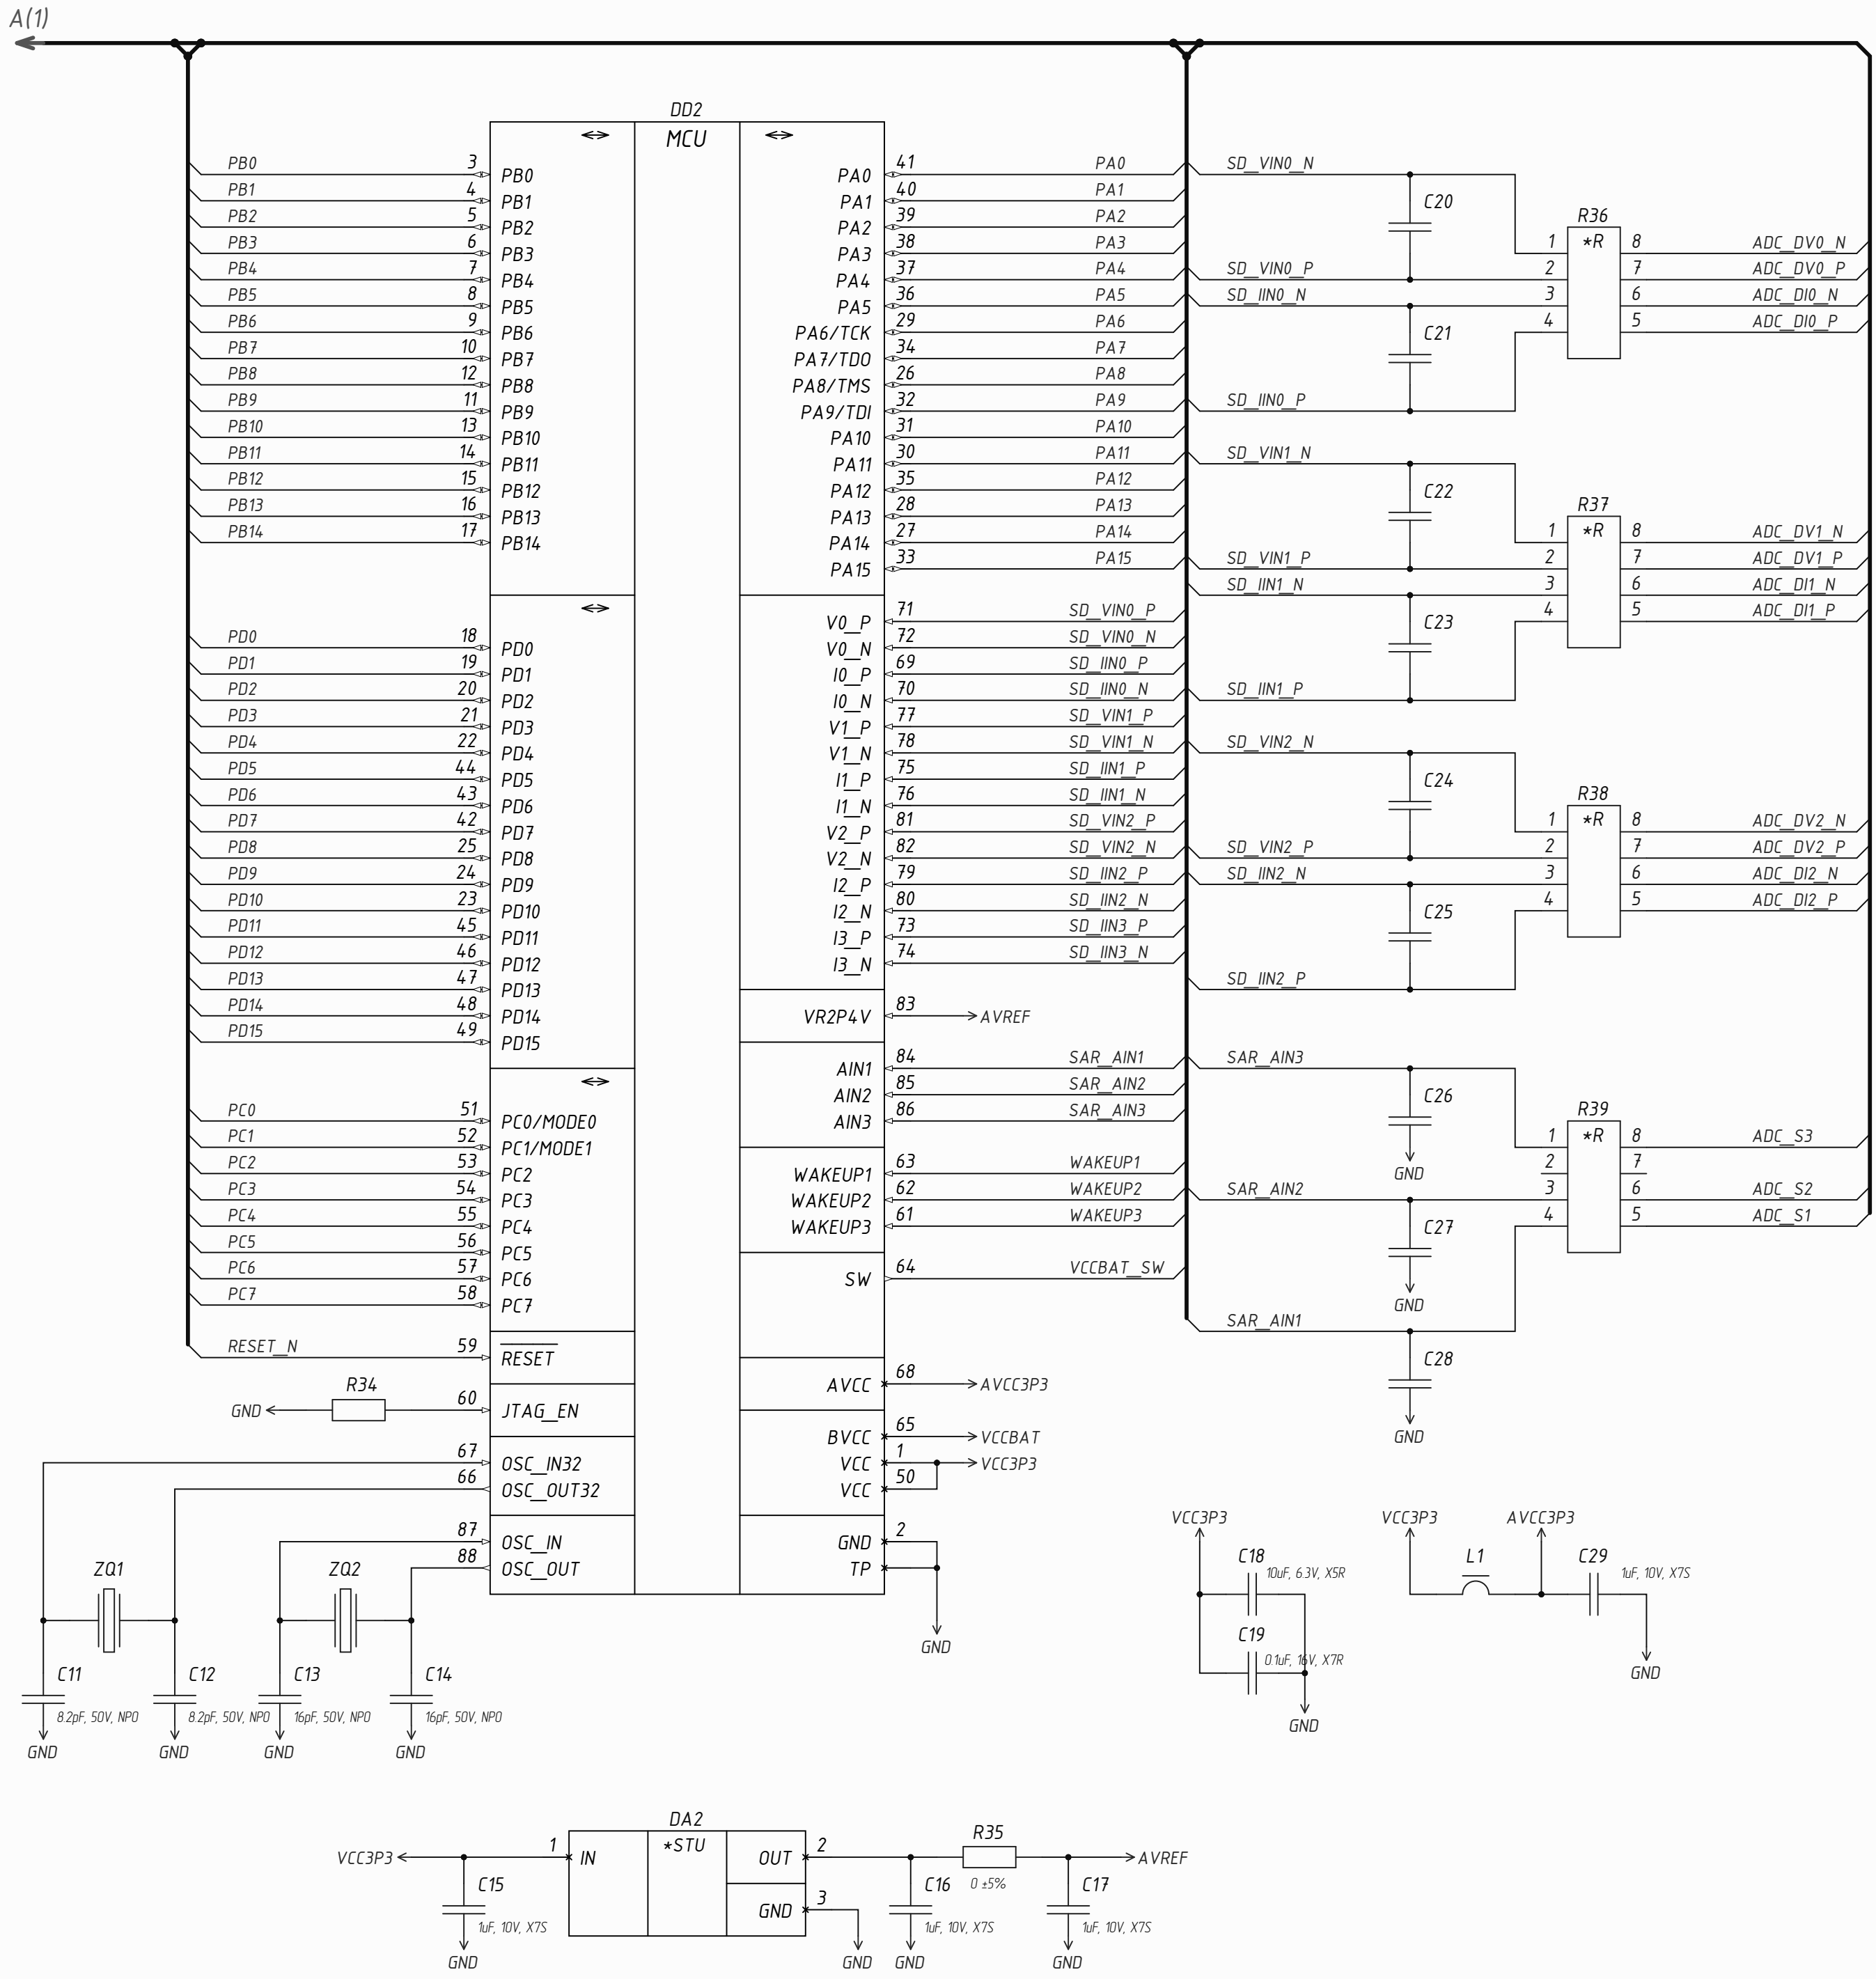 A(1)
DD2
MCU
PB0 3 PB0
PB1 4 PB1
PB2 5 PB2
PB3 6 PB3
PB4 7 PB4
PB5 8 PB5
PB6 9 PB6
PB7 10 PB7
PB8 12 PB8
PB9 11 PB9
PB10 13 PB10
PB11 14 PB11
PB12 15 PB12
PB13 16 PB13
PB14 17 PB14
PD0 18 PD0
PD1 19 PD1
PD2 20 PD2
PD3 21 PD3
PD4 22 PD4
PD5 44 PD5
PD6 43 PD6
PD7 42 PD7
PD8 25 PD8
PD9 24 PD9
PD10 23 PD10
PD11 45 PD11
PD12 46 PD12
PD13 47 PD13
PD14 48 PD14
PD15 49 PD15
PC0 51 PC0/MODE0
PC1 52 PC1/MODE1
PC2 53 PC2
PC3 54 PC3
PC4 55 PC4
PC5 56 PC5
PC6 57 PC6
PC7 58 PC7
RESET_N 59 RESET
GND R34 60 JTAG_EN
67 OSC_IN32
66 OSC_OUT32
87 OSC_IN
88 OSC_OUT
PA0 41 PA0
PA1 40 PA1
PA2 39 PA2
PA3 38 PA3
PA4 37 PA4
PA5 36 PA5
PA6/TCK 29 PA6
PA7/TDO 34 PA7
PA8/TMS 26 PA8
PA9/TDI 32 PA9
PA10 31 PA10
PA11 30 PA11
PA12 35 PA12
PA13 28 PA13
PA14 27 PA14
PA15 33 PA15
V0_P 71 SD_VIN0_P
V0_N 72 SD_VIN0_N
I0_P 69 SD_IIN0_P
I0_N 70 SD_IIN0_N
V1_P 77 SD_VIN1_P
V1_N 78 SD_VIN1_N
I1_P 75 SD_IIN1_P
I1_N 76 SD_IIN1_N
V2_P 81 SD_VIN2_P
V2_N 82 SD_VIN2_N
I2_P 79 SD_IIN2_P
I2_N 80 SD_IIN2_N
I3_P 73 SD_IIN3_P
I3_N 74 SD_IIN3_N
VR2P4V 83 AVREF
AIN1 84 SAR_AIN1
AIN2 85 SAR_AIN2
AIN3 86 SAR_AIN3
WAKEUP1 63 WAKEUP1
WAKEUP2 62 WAKEUP2
WAKEUP3 61 WAKEUP3
SW 64 VCCBAT_SW
AVCC 68 AVCC3P3
BVCC 65 VCCBAT
VCC 1 VCC3P3
VCC 50
GND 2
TP
GND
SD_VIN0_N
C20
R36
*R
1 8 ADC_DV0_N
SD_VIN0_P 2 7 ADC_DV0_P
SD_IIN0_N 3 6 ADC_DI0_N
4 5 ADC_DI0_P
C21
SD_IIN0_P
SD_VIN1_N
C22
R37
*R
1 8 ADC_DV1_N
SD_VIN1_P 2 7 ADC_DV1_P
SD_IIN1_N 3 6 ADC_DI1_N
4 5 ADC_DI1_P
C23
SD_IIN1_P
SD_VIN2_N
C24
R38
*R
1 8 ADC_DV2_N
SD_VIN2_P 2 7 ADC_DV2_P
SD_IIN2_N 3 6 ADC_DI2_N
4 5 ADC_DI2_P
C25
SD_IIN2_P
SAR_AIN3
C26
R39
*R
1 8 ADC_S3
GND
2 7
SAR_AIN2 3 6 ADC_S2
4 5 ADC_S1
C27
GND
SAR_AIN1
C28
GND
ZQ1
ZQ2
C11
8.2pF, 50V, NP0
GND
C12
8.2pF, 50V, NP0
GND
C13
16pF, 50V, NP0
GND
C14
16pF, 50V, NP0
GND
VCC3P3
C18
10uF, 6.3V, X5R
C19
0.1uF, 16V, X7R
GND
VCC3P3
L1
AVCC3P3
C29
1uF, 10V, X7S
GND
DA2
*STU
VCC3P3 1 IN
OUT 2
R35
0 ±5%
AVREF
GND 3
GND
C15
1uF, 10V, X7S
GND
C16
1uF, 10V, X7S
GND
C17
1uF, 10V, X7S
GND